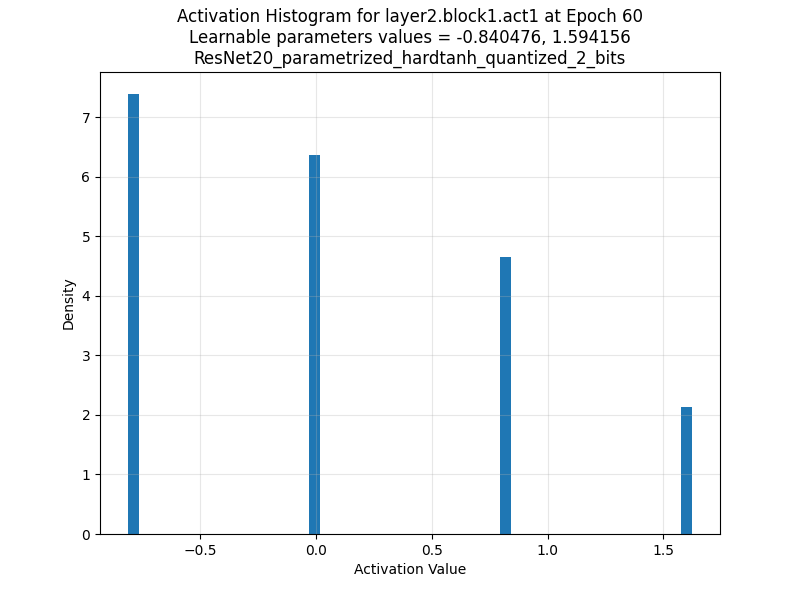 Activation Histogram for layer2.block1.act1 at Epoch 60
Learnable parameters values = -0.840476, 1.594156
ResNet20_parametrized_hardtanh_quantized_2_bits
7
6
5
4
3
2
1
0
Density
−0.5
0.0
0.5
1.0
1.5
Activation Value